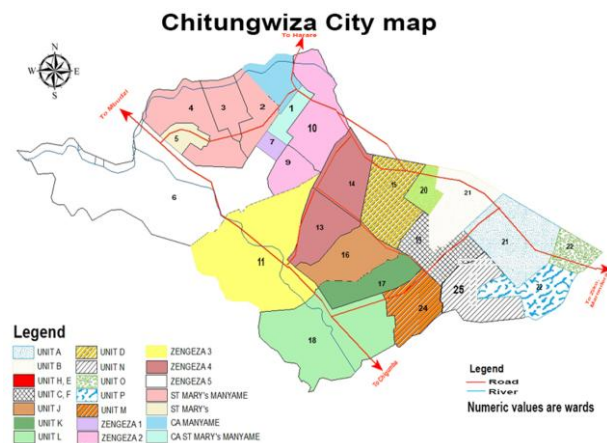 Chitungwiza City map
To Harare
N
W
E
S
4
3
2
1
10
5
7
9
6
14
15
20
21
13
11
16
21
22
17
25
22
24
18
To Chigonda
Legend
UNIT A
UNIT B
UNIT H, E
UNIT C, F
UNIT J
UNIT K
UNIT L
UNIT D
UNIT N
UNIT O
UNIT P
UNIT M
ZENGEZA 1
ZENGEZA 2
ZENGEZA 3
ZENGEZA 4
ZENGEZA 5
ST MARY's MANYAME
ST MARY's
CA MANYAME
CA ST MARY's MANYAME
Legend
Road
River
Numeric values are wards